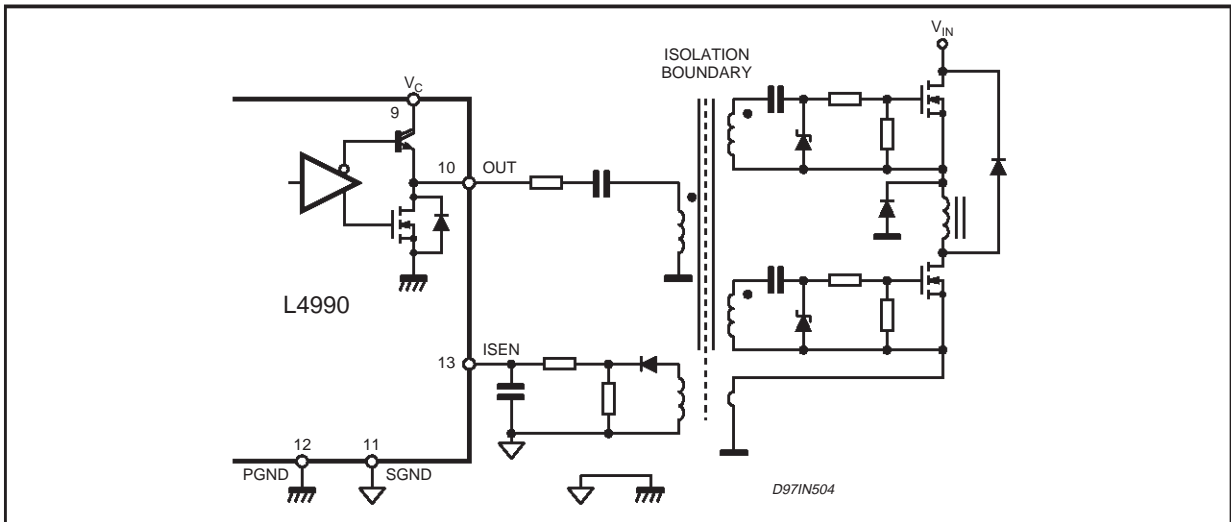 V_IN
ISOLATION
BOUNDARY
V_C
9
10 OUT
L4990
13 ISEN
12 11
PGND SGND
D97IN504